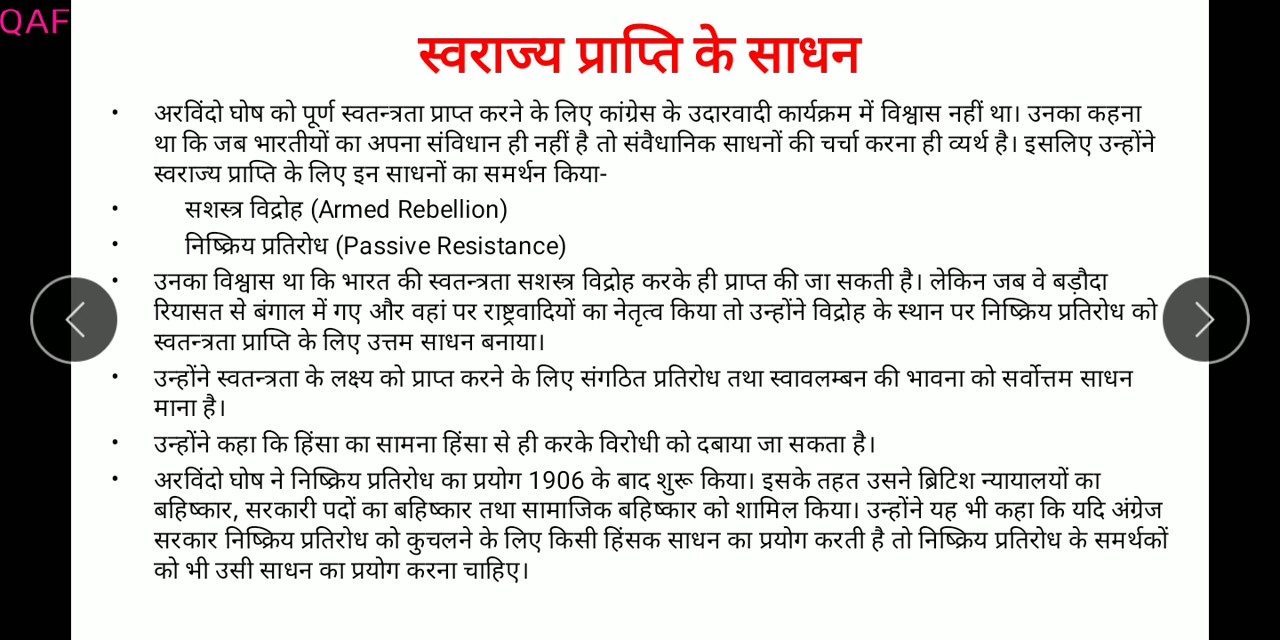 QAF
स्वराज्य प्राप्ति के साधन
• अरविंदो घोष को पूर्ण स्वतन्त्रता प्राप्त करने के लिए कांग्रेस के उदारवादी कार्यक्रम में विश्वास नहीं था। उनका कहना
था कि जब भारतीयों का अपना संविधान ही नहीं है तो संवैधानिक साधनों की चर्चा करना ही व्यर्थ है। इसलिए उन्होंने
स्वराज्य प्राप्ति के लिए इन साधनों का समर्थन किया-
• सशस्त्र विद्रोह (Armed Rebellion)
• निष्क्रिय प्रतिरोध (Passive Resistance)
• उनका विश्वास था कि भारत की स्वतन्त्रता सशस्त्र विद्रोह करके ही प्राप्त की जा सकती है। लेकिन जब वे बड़ौदा
रियासत से बंगाल में गए और वहां पर राष्ट्रवादियों का नेतृत्व किया तो उन्होंने विद्रोह के स्थान पर निष्क्रिय प्रतिरोध को
स्वतन्त्रता प्राप्ति के लिए उत्तम साधन बनाया।
• उन्होंने स्वतन्त्रता के लक्ष्य को प्राप्त करने के लिए संगठित प्रतिरोध तथा स्वावलम्बन की भावना को सर्वोत्तम साधन
माना है।
• उन्होंने कहा कि हिंसा का सामना हिंसा से ही करके विरोधी को दबाया जा सकता है।
• अरविंदो घोष ने निष्क्रिय प्रतिरोध का प्रयोग 1906 के बाद शुरू किया। इसके तहत उसने ब्रिटिश न्यायालयों का
बहिष्कार, सरकारी पदों का बहिष्कार तथा सामाजिक बहिष्कार को शामिल किया। उन्होंने यह भी कहा कि यदि अंग्रेज
सरकार निष्क्रिय प्रतिरोध को कुचलने के लिए किसी हिंसक साधन का प्रयोग करती है तो निष्क्रिय प्रतिरोध के समर्थकों
को भी उसी साधन का प्रयोग करना चाहिए।